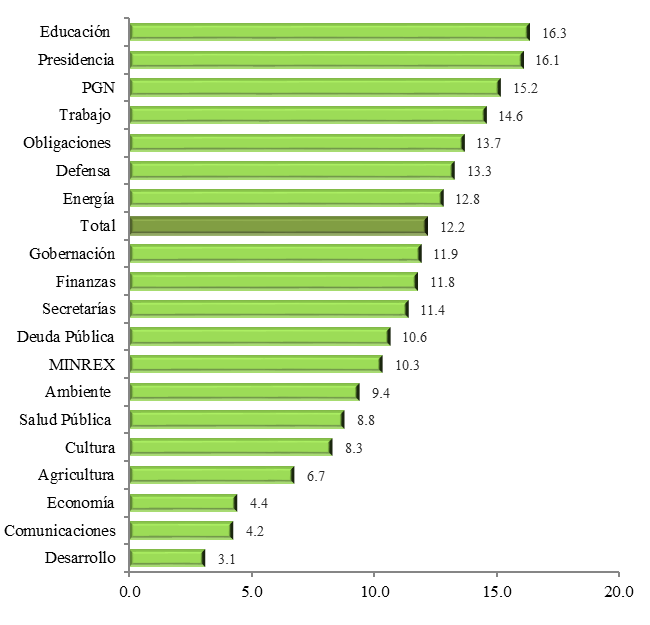 Educación 16.3
Presidencia 16.1
PGN 15.2
Trabajo 14.6
Obligaciones 13.7
Defensa 13.3
Energía 12.8
Total 12.2
Gobernación 11.9
Finanzas 11.8
Secretarías 11.4
Deuda Pública 10.6
MINREX 10.3
Ambiente 9.4
Salud Pública 8.8
Cultura 8.3
Agricultura 6.7
Economía 4.4
Comunicaciones 4.2
Desarrollo 3.1
0.0 5.0 10.0 15.0 20.0